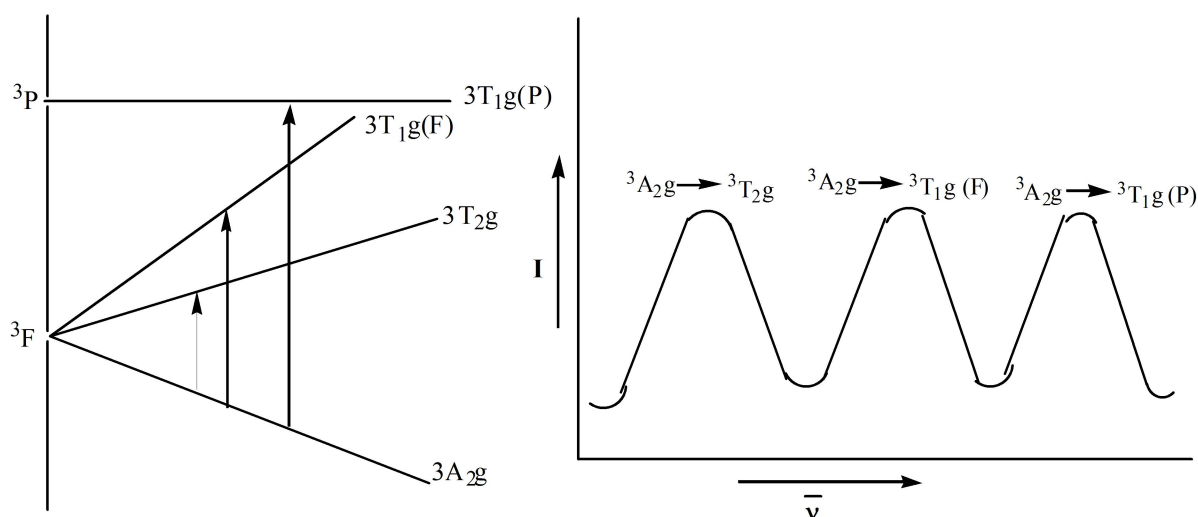 ³P
3T₁g(P)
3T₁g(F)
3T₂g
³F
3A₂g
I
³A₂g → ³T₂g
³A₂g → ³T₁g (F)
³A₂g → ³T₁g (P)
ν̅